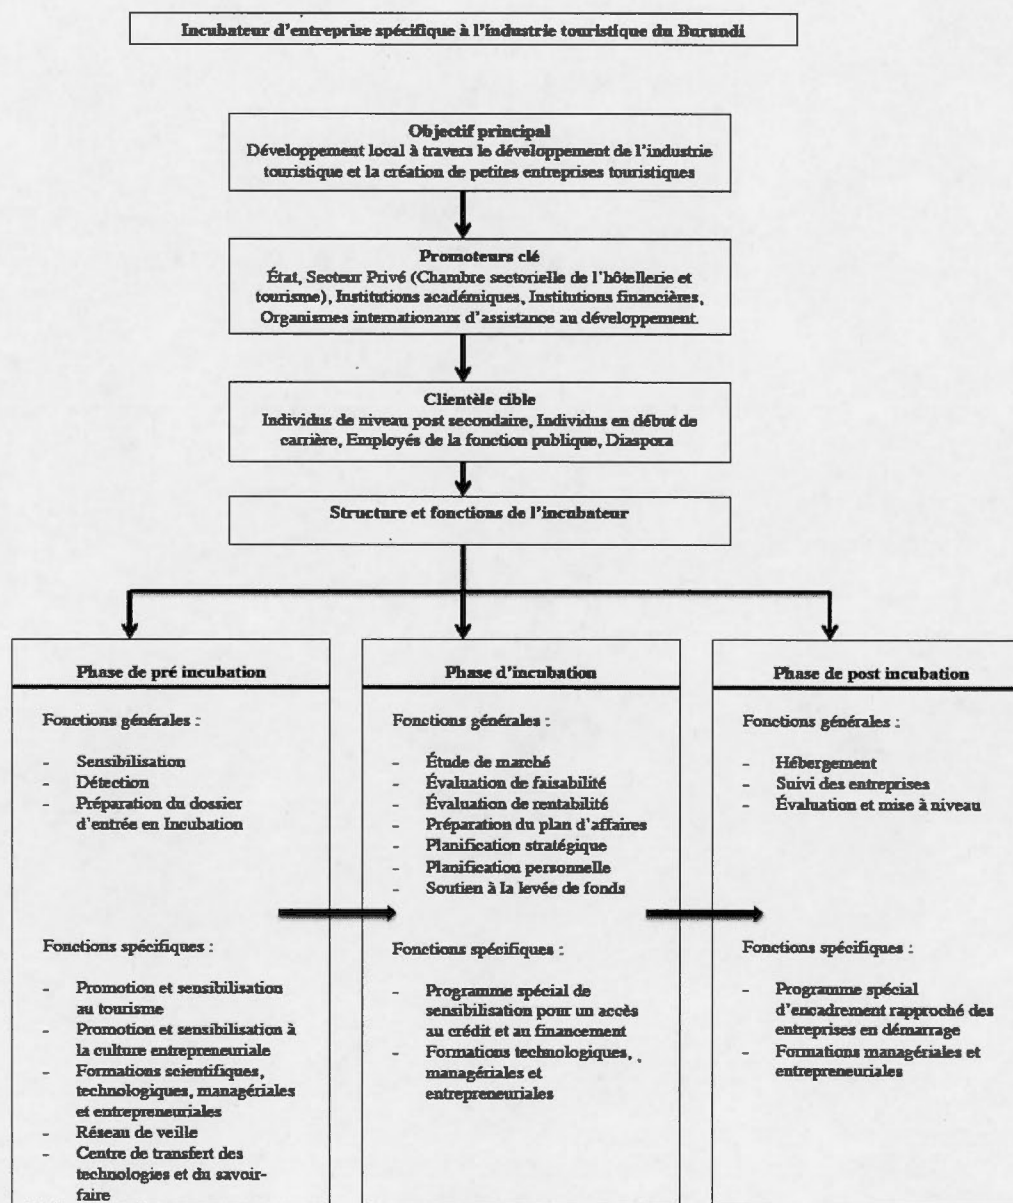 Incubateur d'entreprise spécifique à l'industrie touristique du Burundi
Objectif principal
Développement local à travers le développement de l'industrie
touristique et la création de petites entreprises touristiques
Promoteurs clé
État, Secteur Privé (Chambre sectorielle de l'hôtellerie et
tourisme), Institutions académiques, Institutions financières,
Organismes internationaux d'assistance au développement.
Clientèle cible
Individus de niveau post secondaire, Individus en début de
carrière, Employés de la fonction publique, Diaspora
Structure et fonctions de l'incubateur
Phase de pré incubation
Fonctions générales :
- Sensibilisation
- Détection
- Préparation du dossier
d'entrée en Incubation
Fonctions spécifiques :
- Promotion et sensibilisation
au tourisme
- Promotion et sensibilisation à
la culture entrepreneuriale
- Formations scientifiques,
technologiques, managériales
et entrepreneuriales
- Réseau de veille
- Centre de transfert des
technologies et du savoir-
faire
Phase d'incubation
Fonctions générales :
- Étude de marché
- Évaluation de faisabilité
- Évaluation de rentabilité
- Préparation du plan d'affaires
- Planification stratégique
- Planification personnelle
- Soutien à la levée de fonds
Fonctions spécifiques :
- Programme spécial de
sensibilisation pour un accès
au crédit et au financement
- Formations technologiques,
managériales et
entrepreneuriales
Phase de post incubation
Fonctions générales :
- Hébergement
- Suivi des entreprises
- Évaluation et mise à niveau
Fonctions spécifiques :
- Programme spécial
d'encadrement rapproché des
entreprises en démarrage
- Formations managériales et
entrepreneuriales